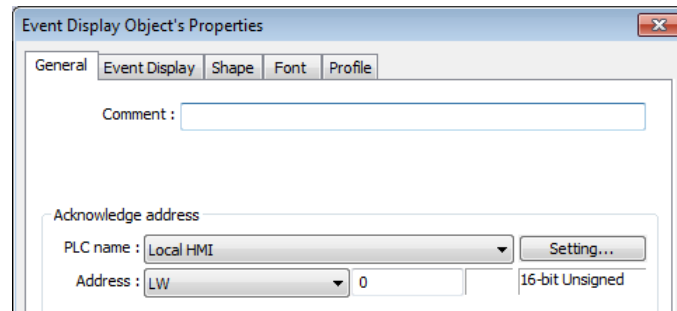 Event Display Object's Properties
General Event Display Shape Font Profile
Comment :
Acknowledge address
PLC name : Local HMI Setting...
Address : LW 0 16-bit Unsigned